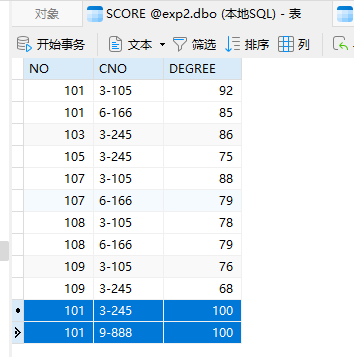 对象 SCORE @exp2.dbo (本地SQL) - 表
开始事务 文本 筛选 排序 列
NO CNO DEGREE
101 3-105 92
101 6-166 85
103 3-245 86
105 3-245 75
107 3-105 88
107 6-166 79
108 3-105 78
108 6-166 79
109 3-105 76
109 3-245 68
101 3-245 100
101 9-888 100